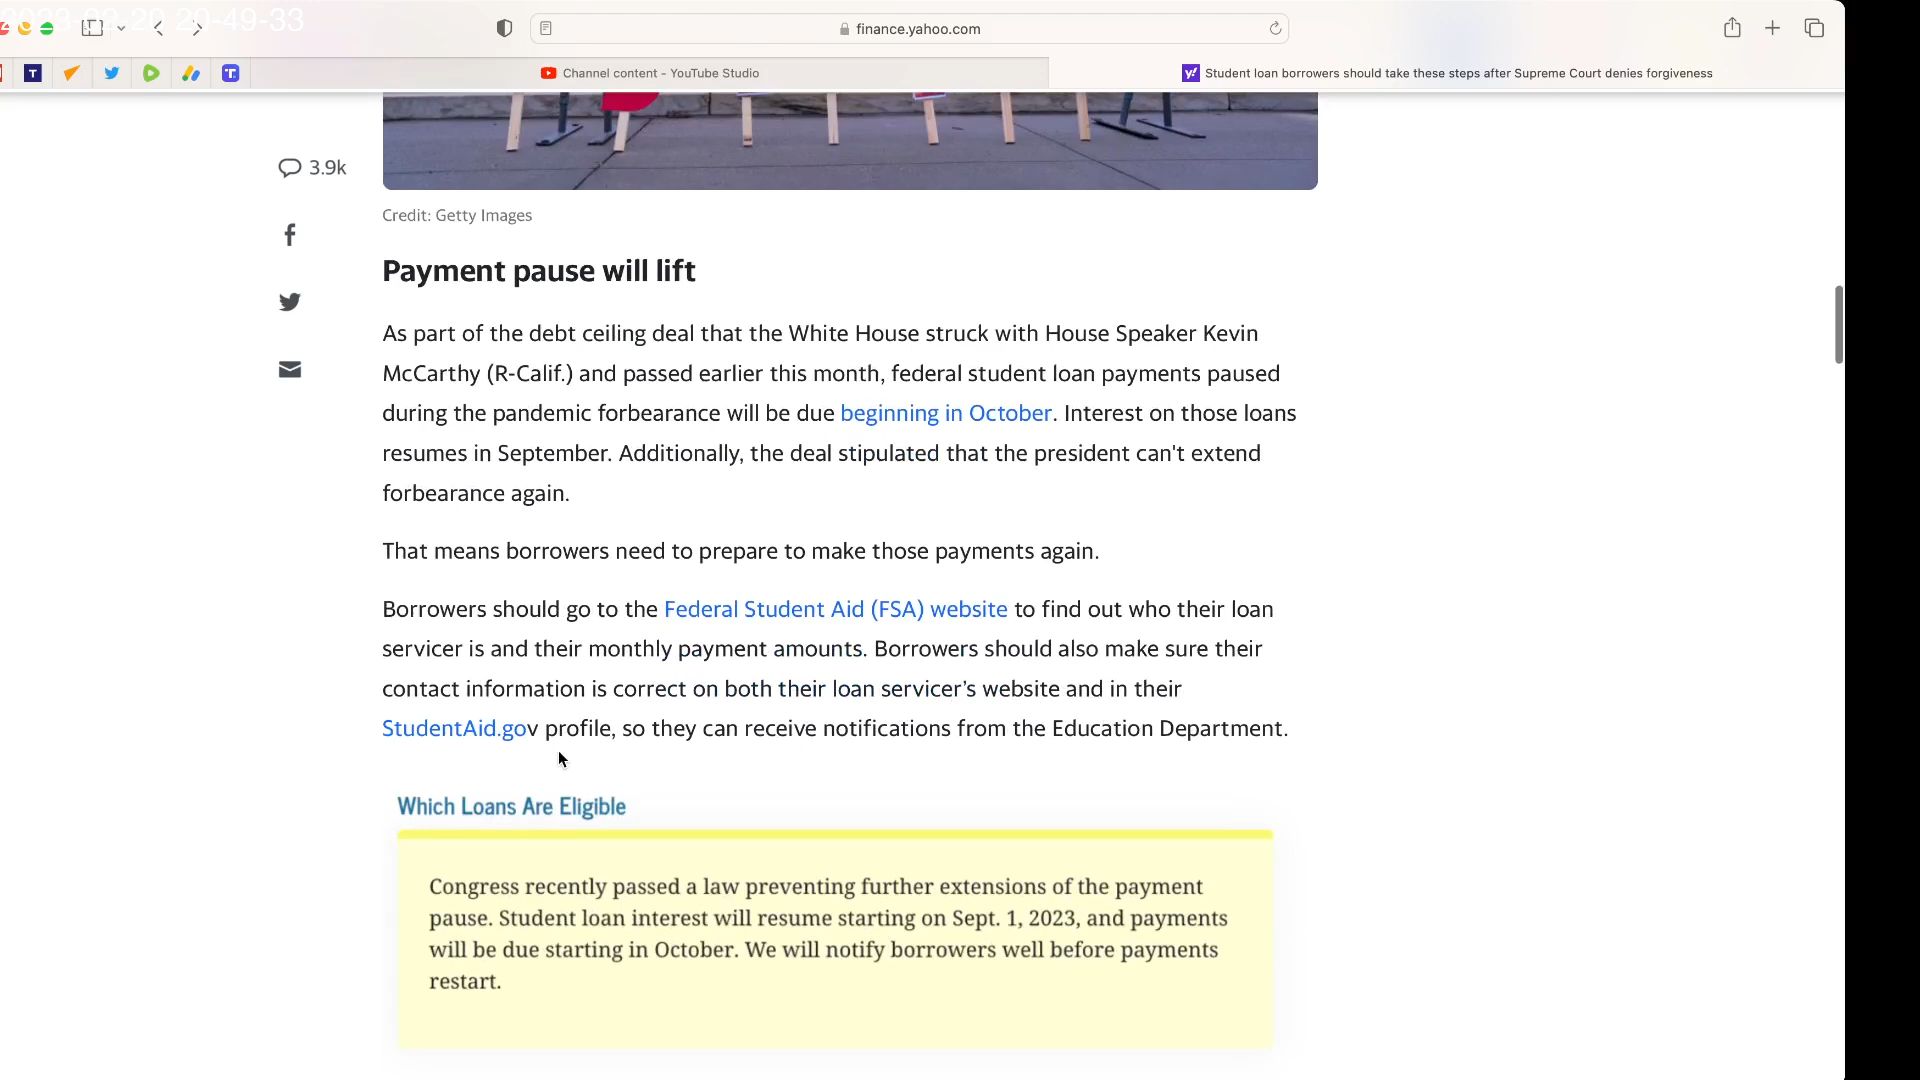 2023-02-20 20-49-33
finance.yahoo.com
T
T
Channel content - YouTube Studio
y! Student loan borrowers should take these steps after Supreme Court denies forgiveness
3.9k
Credit: Getty Images
Payment pause will lift
As part of the debt ceiling deal that the White House struck with House Speaker Kevin
McCarthy (R-Calif.) and passed earlier this month, federal student loan payments paused
during the pandemic forbearance will be due beginning in October. Interest on those loans
resumes in September. Additionally, the deal stipulated that the president can't extend
forbearance again.
That means borrowers need to prepare to make those payments again.
Borrowers should go to the Federal Student Aid (FSA) website to find out who their loan
servicer is and their monthly payment amounts. Borrowers should also make sure their
contact information is correct on both their loan servicer’s website and in their
StudentAid.gov profile, so they can receive notifications from the Education Department.
Which Loans Are Eligible
Congress recently passed a law preventing further extensions of the payment
pause. Student loan interest will resume starting on Sept. 1, 2023, and payments
will be due starting in October. We will notify borrowers well before payments
restart.